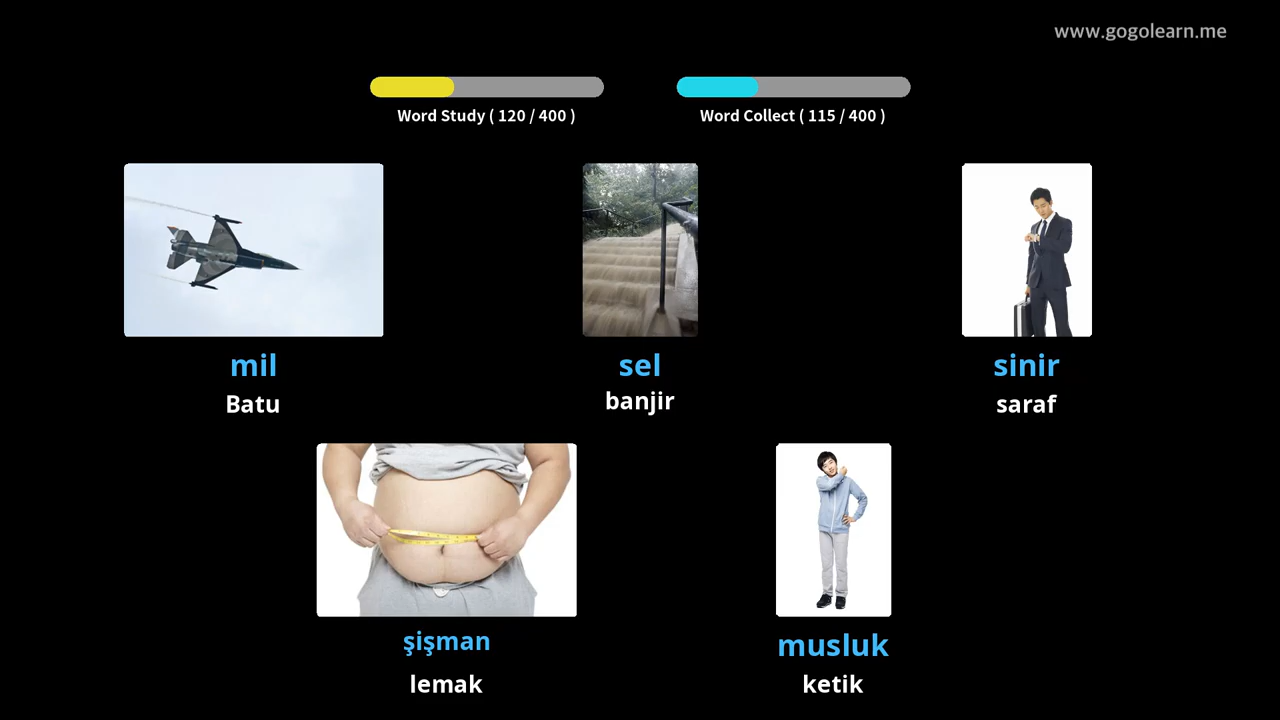 www.gogolearn.me
Word Study ( 120 / 400 )
Word Collect ( 115 / 400 )
mil
Batu
sel
banjir
sinir
saraf
şişman
lemak
musluk
ketik